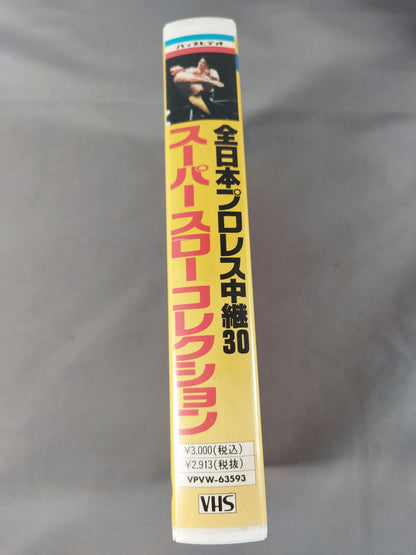 バップビデオ
全日本プロレス中継30
スーパースローコレクション
¥3,000(税込)
¥2,913(税抜)
VPVW-63593
VHS